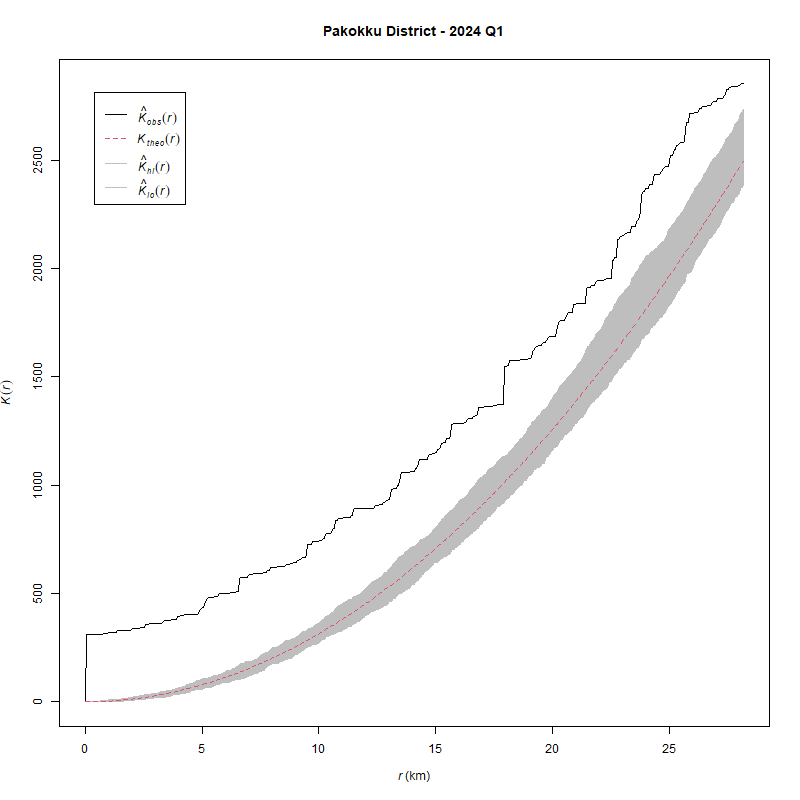 Pakokku District - 2024 Q1
K̂obs(r)
Ktheo(r)
K̂hi(r)
K̂lo(r)
K(r)
2500
2000
1500
1000
500
0
0 5 10 15 20 25
r (km)